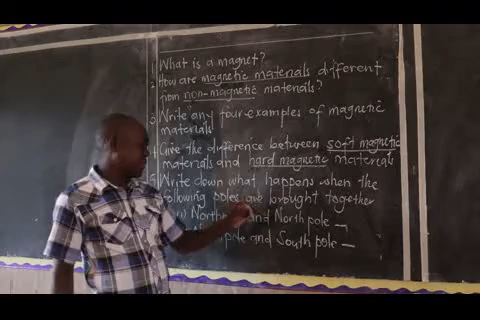 1 What is a magnet?
2 How are magnetic materials different
from non-magnetic materials?
3 Write any four examples of magnetic
materials
4 Give the difference between soft magnetic
materials and hard magnetic materials
5 Write down what happens when the
following poles are brought together
i) North and North pole —
pole and South pole —